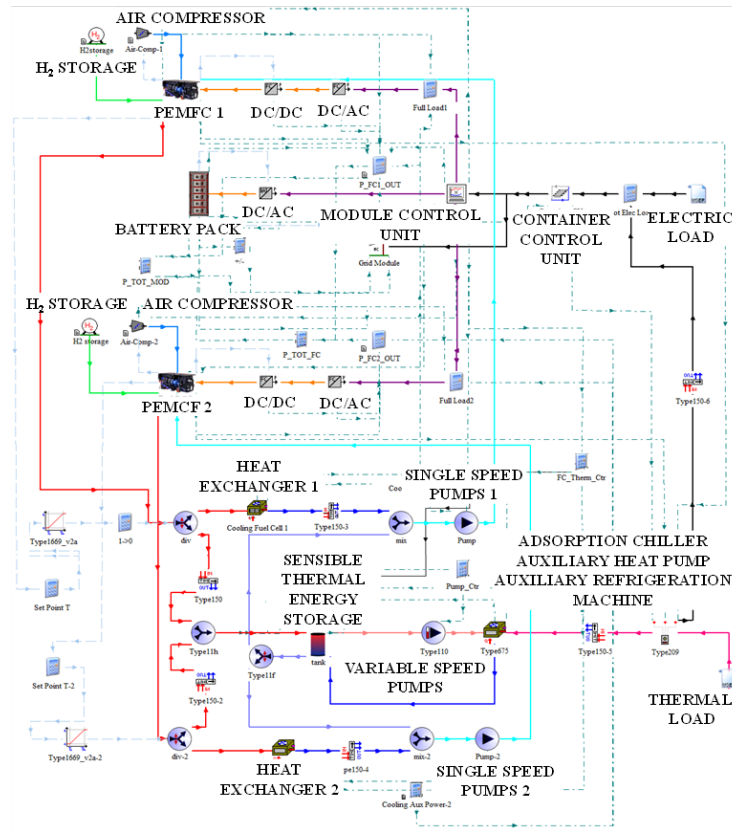 AIR COMPRESSOR
H2storage
Air-Comp-1
H₂ STORAGE
PEMFC 1
DC/DC
DC/AC
Full Load1
P_FC1_OUT
BATTERY PACK
DC/AC
MODULE CONTROL
UNIT
CONTAINER
CONTROL
UNIT
ot Elec Loa
ELECTRIC
LOAD
USER
+/-
Grid Module
P_TOT_MOD
H₂ STORAGE
AIR COMPRESSOR
H2 storage
Air-Comp-2
P_TOT_FC
P_FC2_OUT
PEMCF 2
DC/DC
DC/AC
Full Load2
Type150-6
FC_Therm_Ctr
HEAT
EXCHANGER 1
Coo
SINGLE SPEED
PUMPS 1
Type1669_v2a
1->0
div
Cooling Fuel Cell 1
Type150-3
mix
Pump
ADSORPTION CHILLER
AUXILIARY HEAT PUMP
AUXILIARY REFRIGERATION
MACHINE
Set Point T
Type150
SENSIBLE
THERMAL
ENERGY
STORAGE
Pump_Ctr
Type11h
Type11f
tank
Type110
Type675
Type150-5
Type209
VARIABLE SPEED
PUMPS
Set Point T-2
Type150-2
USER
THERMAL
LOAD
Type1669_v2a-2
div-2
pe150-4
mix-2
Pump-2
HEAT
EXCHANGER 2
SINGLE SPEED
PUMPS 2
Cooling Aux Power-2